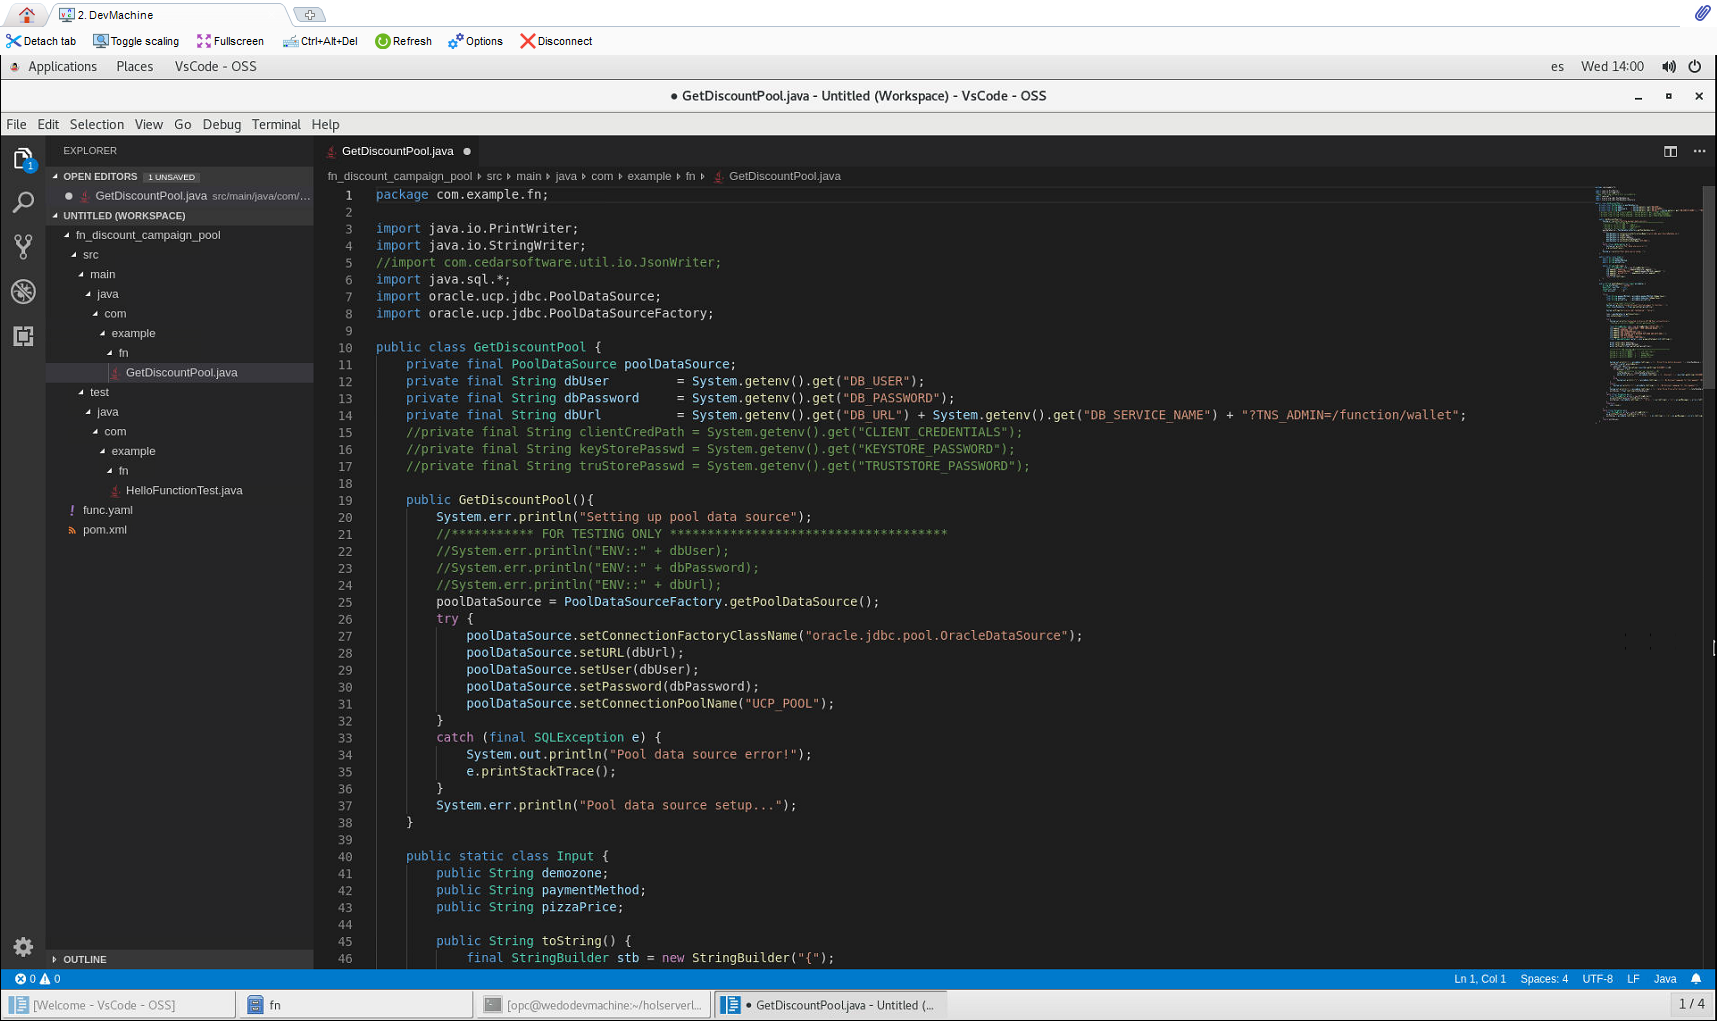 2. DevMachine
Detach tab Toggle scaling Fullscreen Ctrl+Alt+Del Refresh Options Disconnect
Applications Places VsCode - OSS es Wed 14:00
● GetDiscountPool.java - Untitled (Workspace) - VsCode - OSS
File Edit Selection View Go Debug Terminal Help
1
EXPLORER
OPEN EDITORS 1 UNSAVED
GetDiscountPool.java src/main/java/com/...
UNTITLED (WORKSPACE)
fn_discount_campaign_pool
src
main
java
com
example
fn
GetDiscountPool.java
test
java
com
example
fn
HelloFunctionTest.java
! func.yaml
pom.xml
OUTLINE
GetDiscountPool.java ●
fn_discount_campaign_pool › src › main › java › com › example › fn › GetDiscountPool.java
1 package com.example.fn;
2
3 import java.io.PrintWriter;
4 import java.io.StringWriter;
5 //import com.cedarsoftware.util.io.JsonWriter;
6 import java.sql.*;
7 import oracle.ucp.jdbc.PoolDataSource;
8 import oracle.ucp.jdbc.PoolDataSourceFactory;
9
10 public class GetDiscountPool {
11 private final PoolDataSource poolDataSource;
12 private final String dbUser = System.getenv().get("DB_USER");
13 private final String dbPassword = System.getenv().get("DB_PASSWORD");
14 private final String dbUrl = System.getenv().get("DB_URL") + System.getenv().get("DB_SERVICE_NAME") + "?TNS_ADMIN=/function/wallet";
15 //private final String clientCredPath = System.getenv().get("CLIENT_CREDENTIALS");
16 //private final String keyStorePasswd = System.getenv().get("KEYSTORE_PASSWORD");
17 //private final String truStorePasswd = System.getenv().get("TRUSTSTORE_PASSWORD");
18
19 public GetDiscountPool(){
20 System.err.println("Setting up pool data source");
21 //*********** FOR TESTING ONLY *************************************
22 //System.err.println("ENV::" + dbUser);
23 //System.err.println("ENV::" + dbPassword);
24 //System.err.println("ENV::" + dbUrl);
25 poolDataSource = PoolDataSourceFactory.getPoolDataSource();
26 try {
27 poolDataSource.setConnectionFactoryClassName("oracle.jdbc.pool.OracleDataSource");
28 poolDataSource.setURL(dbUrl);
29 poolDataSource.setUser(dbUser);
30 poolDataSource.setPassword(dbPassword);
31 poolDataSource.setConnectionPoolName("UCP_POOL");
32 }
33 catch (final SQLException e) {
34 System.out.println("Pool data source error!");
35 e.printStackTrace();
36 }
37 System.err.println("Pool data source setup...");
38 }
39
40 public static class Input {
41 public String demozone;
42 public String paymentMethod;
43 public String pizzaPrice;
44
45 public String toString() {
46 final StringBuilder stb = new StringBuilder("{");
0 0 Ln 1, Col 1 Spaces: 4 UTF-8 LF Java
[Welcome - VsCode - OSS] fn [opc@wedodevmachine:~/holserverl... ● GetDiscountPool.java - Untitled (... 1 / 4